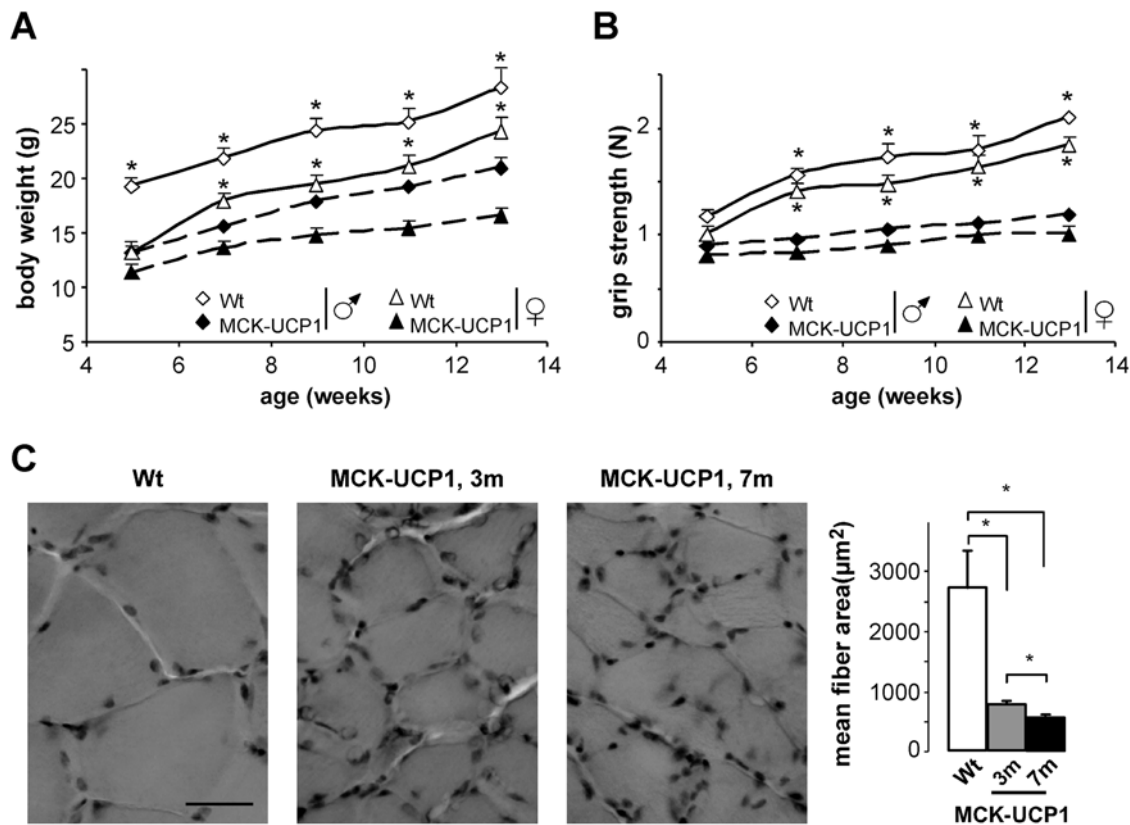 A
B
*
*
*
*
*
*
*
*
*
25
20
15
10
5
body weight (g)
Wt
MCK-UCP1
♂
Wt
MCK-UCP1
♀
4 6 8 10 12 14
age (weeks)
*
*
*
*
*
*
*
*
2
1
0
grip strength (N)
Wt
MCK-UCP1
♂
Wt
MCK-UCP1
♀
4 6 8 10 12 14
age (weeks)
C
Wt
MCK-UCP1, 3m
MCK-UCP1, 7m
*
*
*
3000
2000
1000
0
mean fiber area(µm²)
Wt
3m
7m
MCK-UCP1